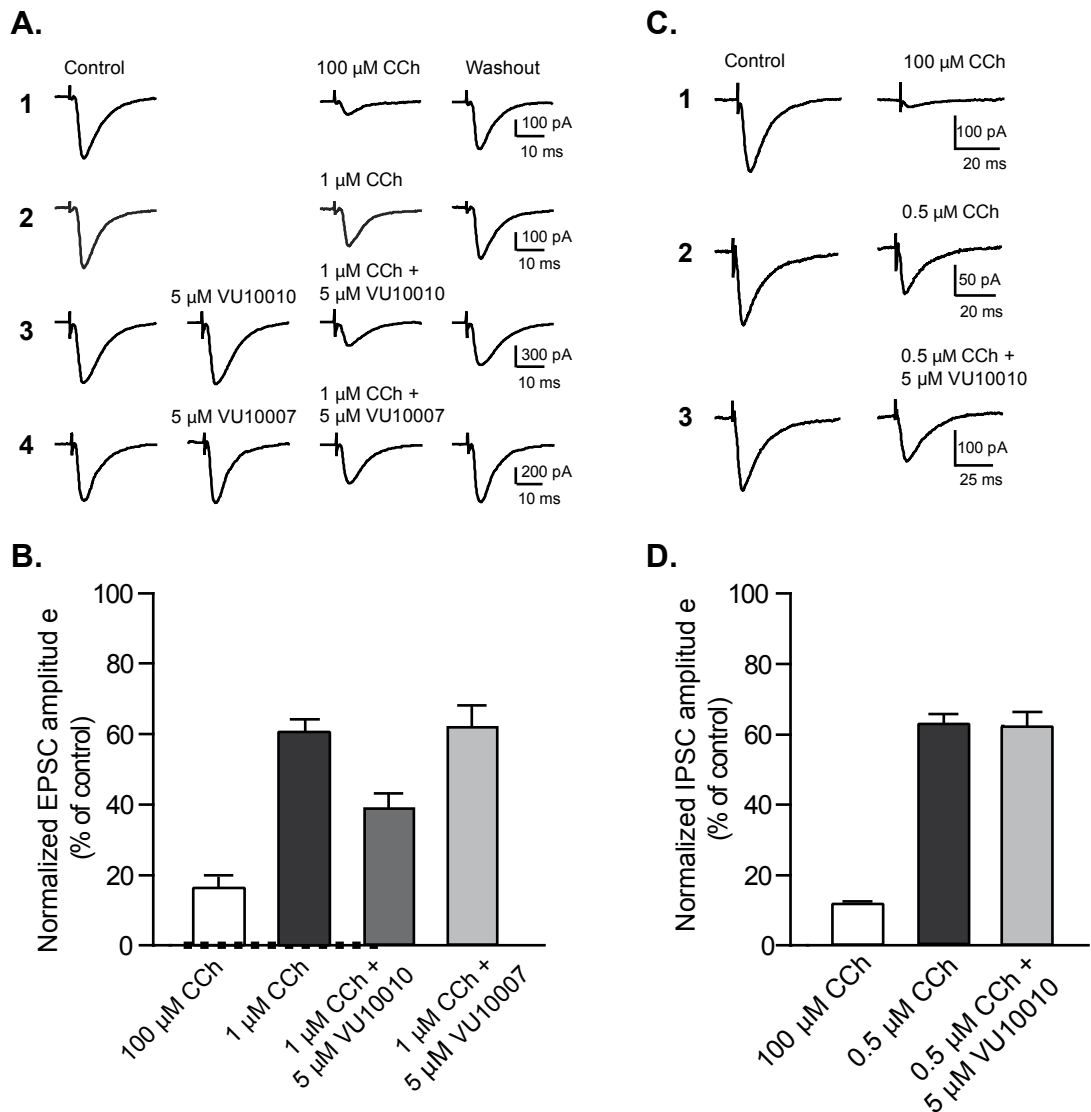 A.
Control
100 µM CCh
Washout
1
100 pA
10 ms
1 µM CCh
2
100 pA
10 ms
5 µM VU10010
1 µM CCh +
5 µM VU10010
3
300 pA
10 ms
5 µM VU10007
1 µM CCh +
5 µM VU10007
4
200 pA
10 ms
B.
Normalized EPSC amplitud e
(% of control)
100
80
60
40
20
0
100 µM CCh
1 µM CCh
1 µM CCh +
5 µM VU10010
1 µM CCh +
5 µM VU10007
C.
Control
100 µM CCh
1
100 pA
20 ms
0.5 µM CCh
2
50 pA
20 ms
0.5 µM CCh +
5 µM VU10010
3
100 pA
25 ms
D.
Normalized IPSC amplitud e
(% of control)
100
80
60
40
20
0
100 µM CCh
0.5 µM CCh
0.5 µM CCh +
5 µM VU10010